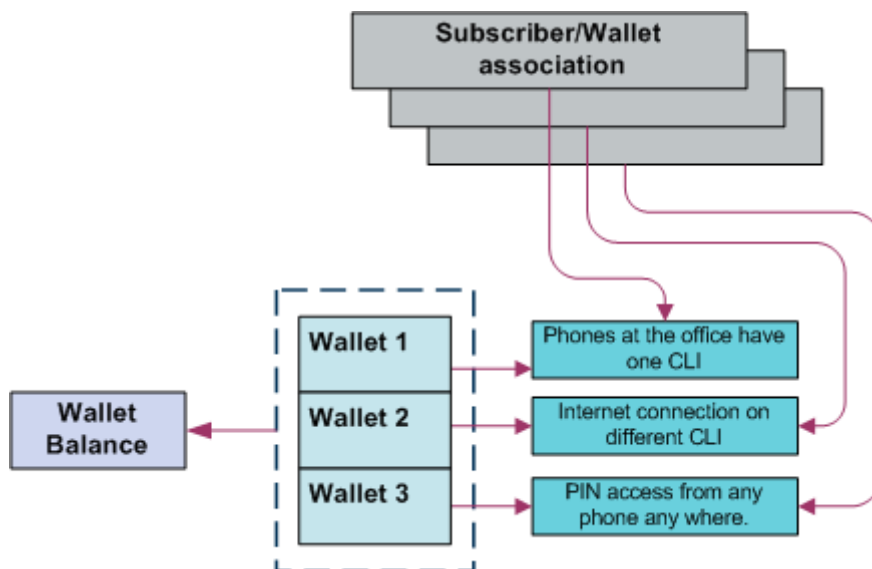 Subscriber/Wallet
association
Wallet 1
Phones at the office have
one CLI
Wallet
Balance
Wallet 2
Internet connection on
different CLI
Wallet 3
PIN access from any
phone any where.